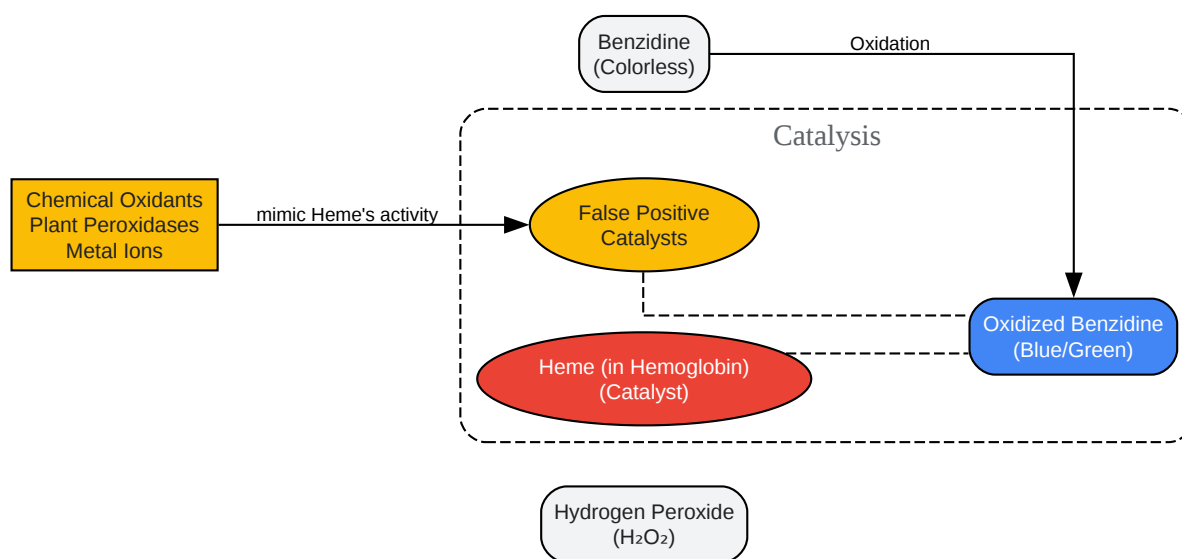 Benzidine
(Colorless)
Oxidation
Catalysis
Chemical Oxidants
Plant Peroxidases
Metal Ions
mimic Heme's activity
False Positive
Catalysts
Oxidized Benzidine
(Blue/Green)
Heme (in Hemoglobin)
(Catalyst)
Hydrogen Peroxide
(H₂O₂)